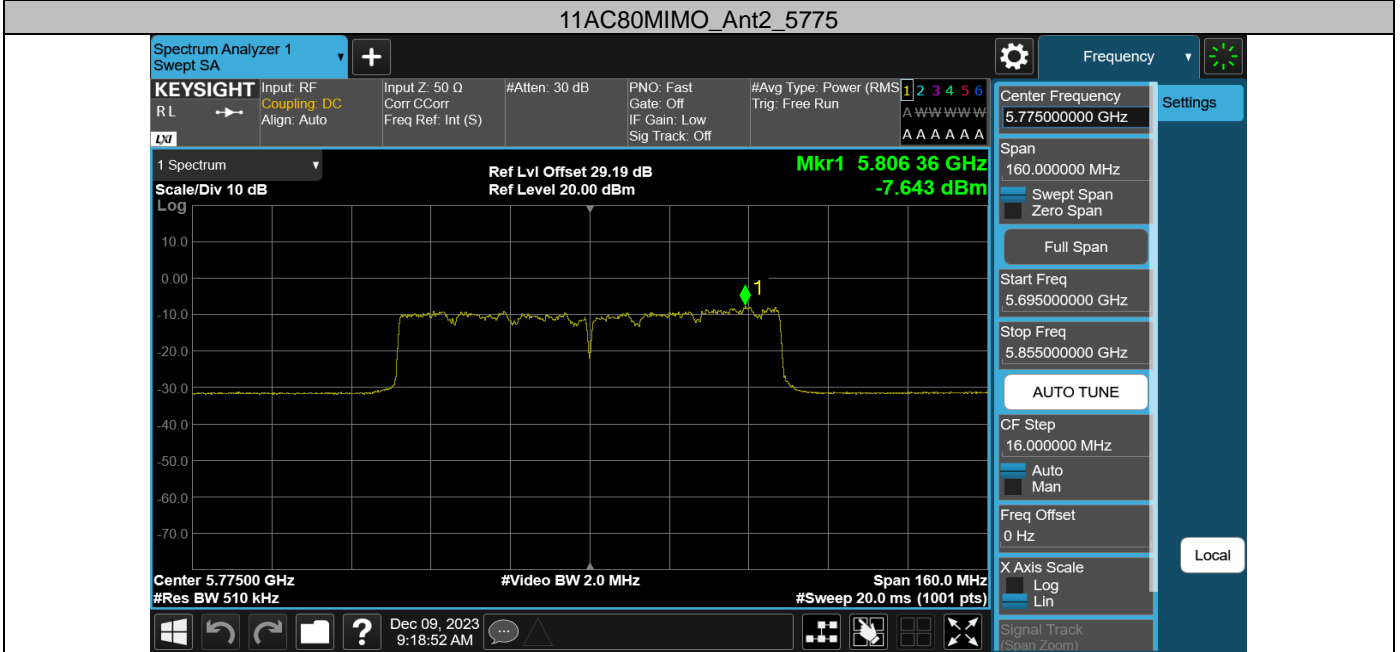 11AC80MIMO_Ant2_5775
Spectrum Analyzer 1
Swept SA
Frequency
KEYSIGHT
R L
LXI
Input: RF
Coupling: DC
Align: Auto
Input Z: 50 Ω
Corr CCorr
Freq Ref: Int (S)
#Atten: 30 dB
PNO: Fast
Gate: Off
IF Gain: Low
Sig Track: Off
#Avg Type: Power (RMS
Trig: Free Run
1 2 3 4 5 6
A W W W W W
A A A A A A
1 Spectrum
Scale/Div 10 dB
Log
Ref Lvl Offset 29.19 dB
Ref Level 20.00 dBm
Mkr1 5.806 36 GHz
-7.643 dBm
10.0
0.00
-10.0
-20.0
-30.0
-40.0
-50.0
-60.0
-70.0
1
Center 5.77500 GHz
#Res BW 510 kHz
#Video BW 2.0 MHz
Span 160.0 MHz
#Sweep 20.0 ms (1001 pts)
Dec 09, 2023
9:18:52 AM
Center Frequency
5.775000000 GHz
Span
160.000000 MHz
Swept Span
Zero Span
Full Span
Start Freq
5.695000000 GHz
Stop Freq
5.855000000 GHz
AUTO TUNE
CF Step
16.000000 MHz
Auto
Man
Freq Offset
0 Hz
X Axis Scale
Log
Lin
Signal Track
(Span Zoom)
Settings
Local